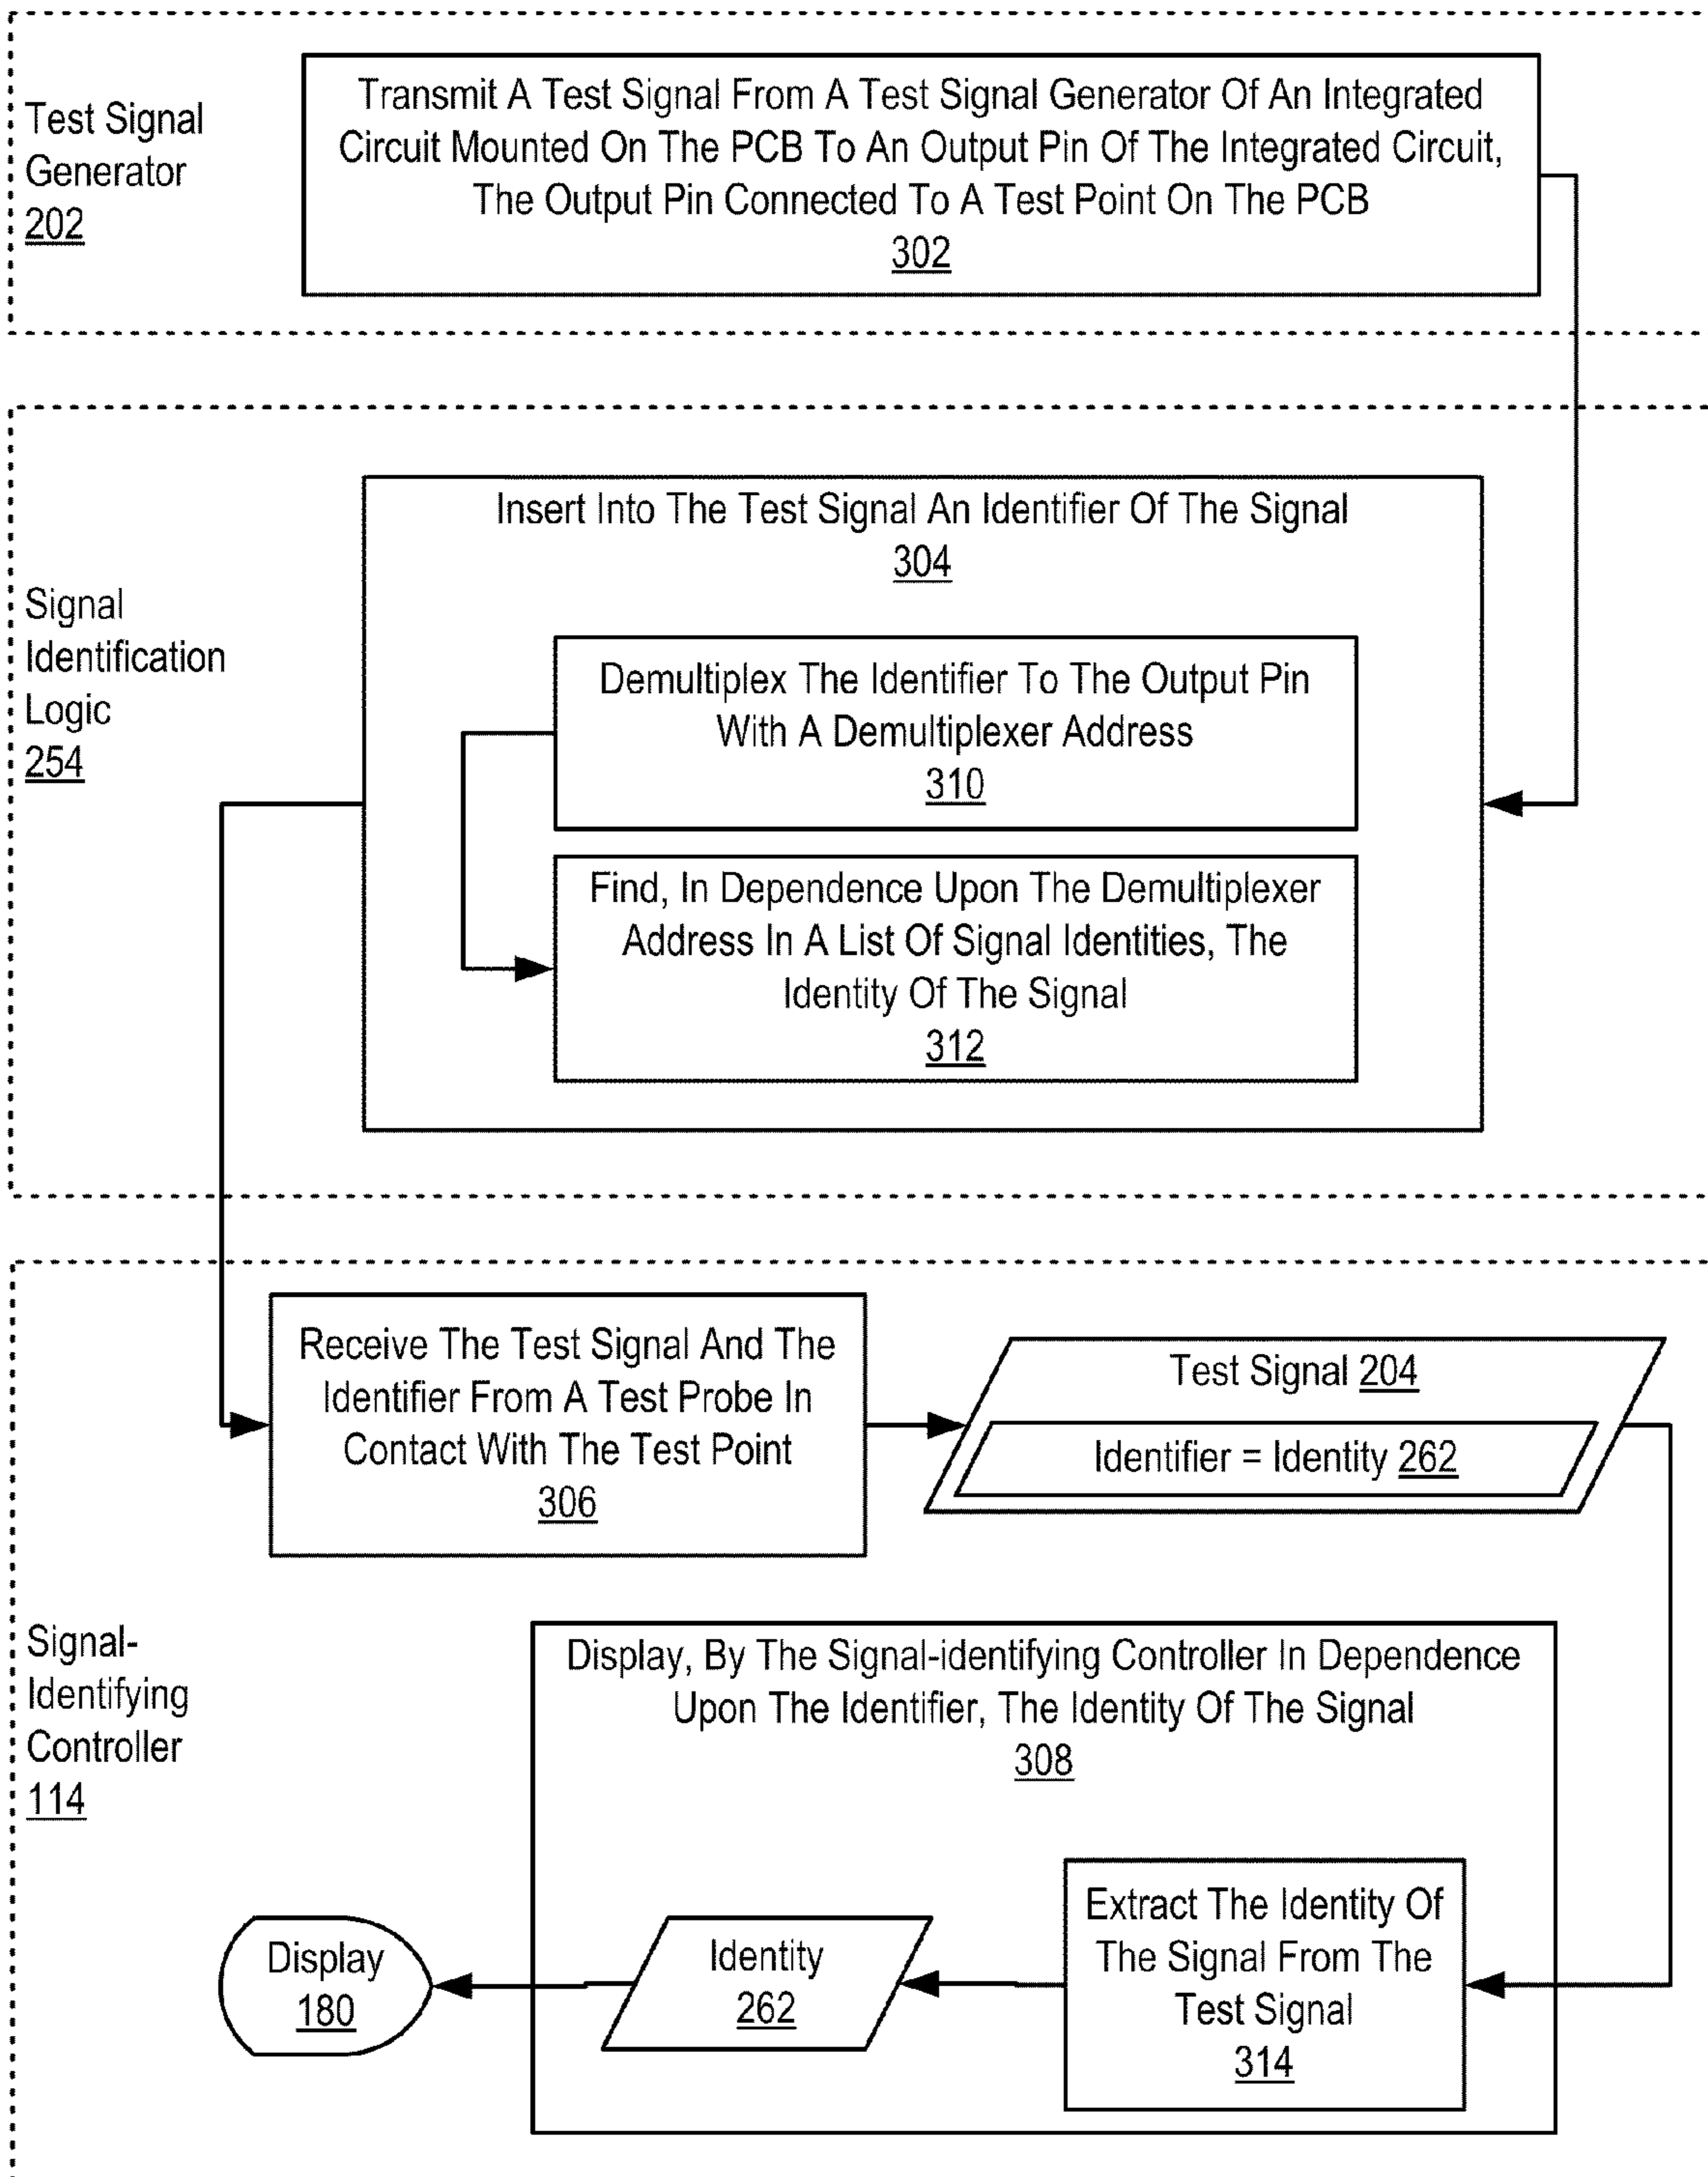 Test Signal
Generator
202
Transmit A Test Signal From A Test Signal Generator Of An Integrated
Circuit Mounted On The PCB To An Output Pin Of The Integrated Circuit,
The Output Pin Connected To A Test Point On The PCB
302
Signal
Identification
Logic
254
Insert Into The Test Signal An Identifier Of The Signal
304
Demultiplex The Identifier To The Output Pin
With A Demultiplexer Address
310
Find, In Dependence Upon The Demultiplexer
Address In A List Of Signal Identities, The
Identity Of The Signal
312
Signal-
Identifying
Controller
114
Receive The Test Signal And The
Identifier From A Test Probe In
Contact With The Test Point
306
Test Signal 204
Identifier = Identity 262
Display, By The Signal-identifying Controller In Dependence
Upon The Identifier, The Identity Of The Signal
308
Extract The Identity Of
The Signal From The
Test Signal
314
Identity
262
Display
180